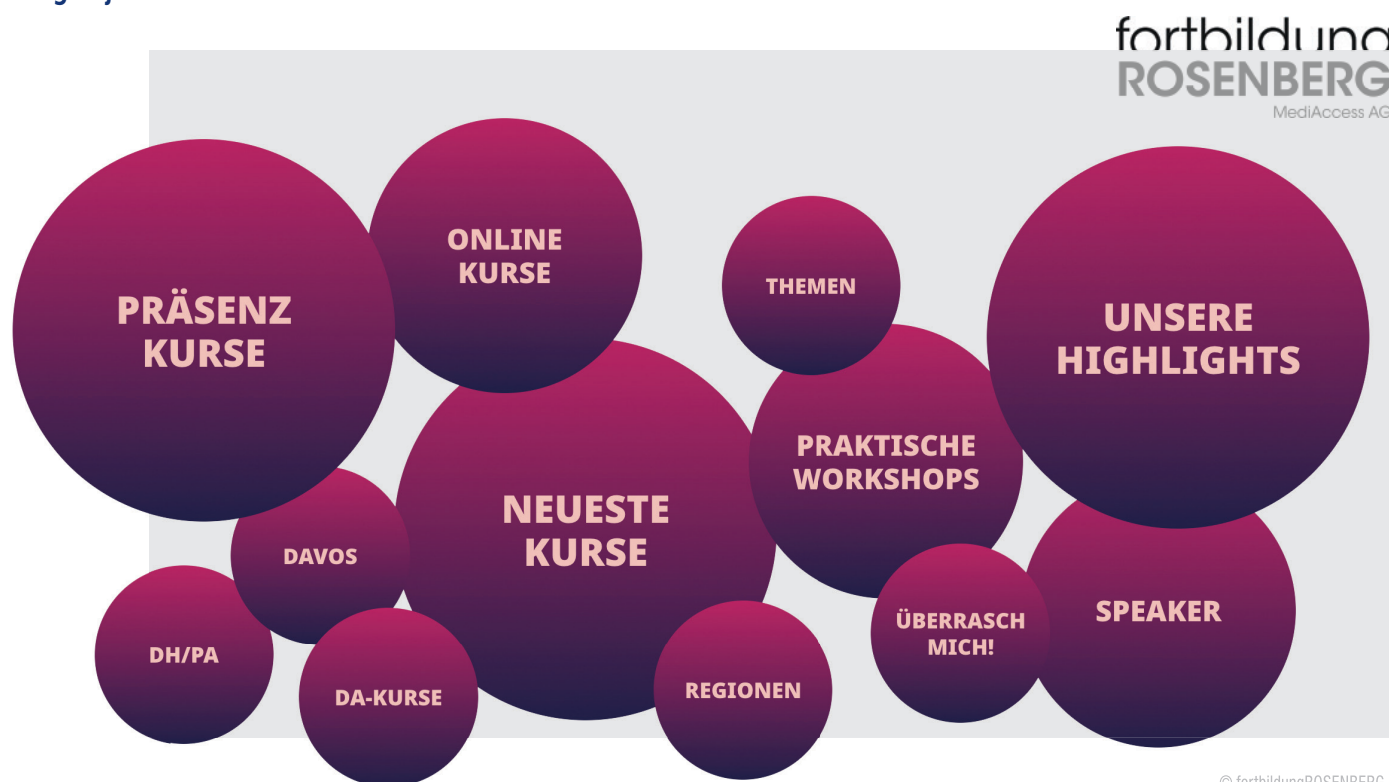 fortbildung
ROSENBERG
MediAccess AG
PRÄSENZ
KURSE
ONLINE
KURSE
THEMEN
UNSERE
HIGHLIGHTS
PRAKTISCHE
WORKSHOPS
NEUESTE
KURSE
DAVOS
DH/PA
DA-KURSE
REGIONEN
ÜBERRASCH
MICH!
SPEAKER
© fortbildungROSENBERG